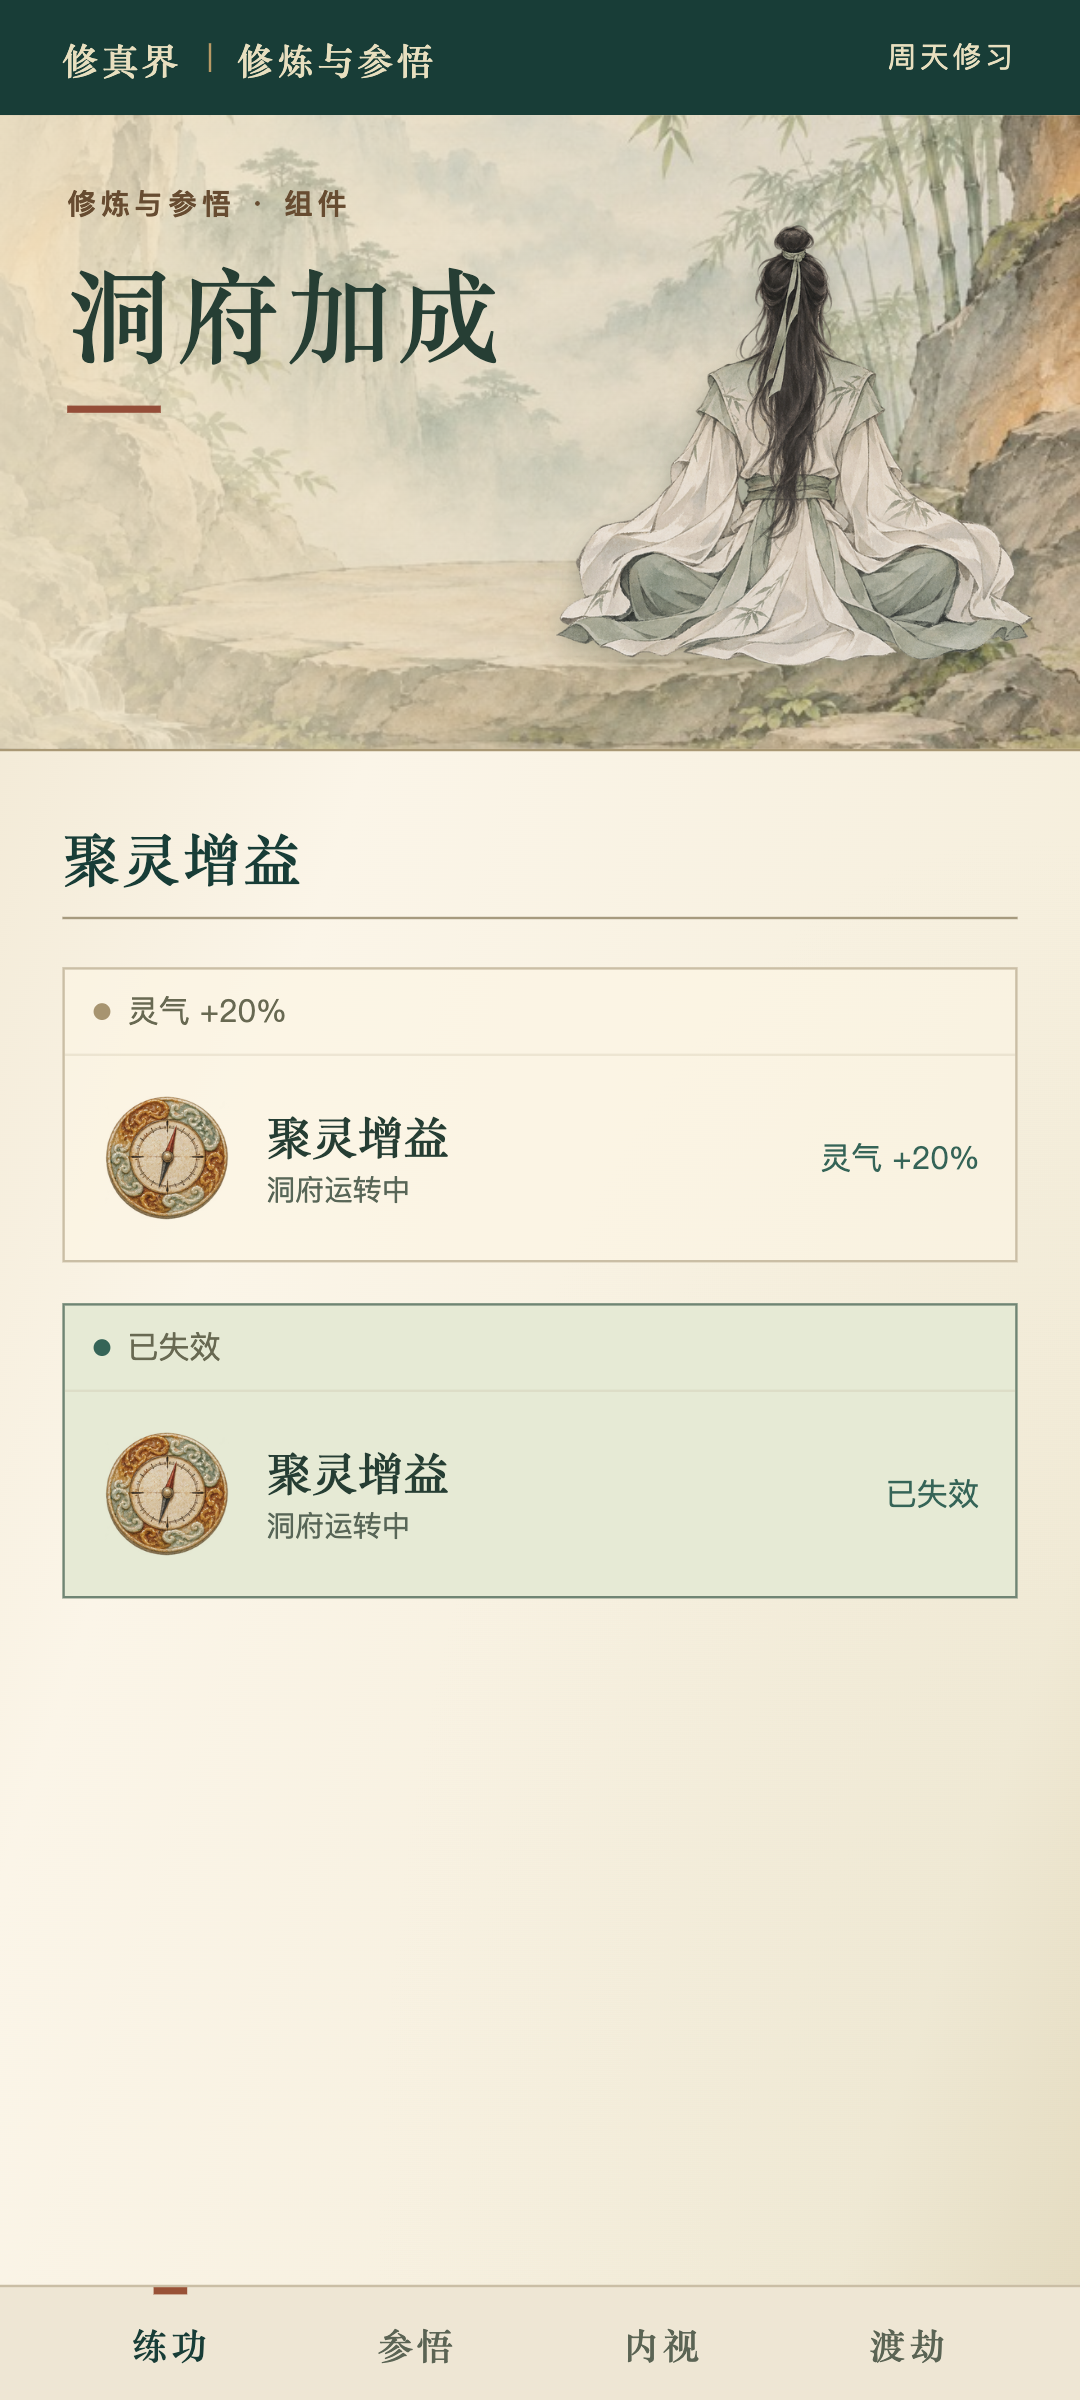 修真界 | 修炼与参悟
周天修习
修炼与参悟 · 组件
洞府加成
聚灵增益
灵气 +20%
聚灵增益
洞府运转中
灵气 +20%
已失效
聚灵增益
洞府运转中
已失效
练功
参悟
内视
渡劫